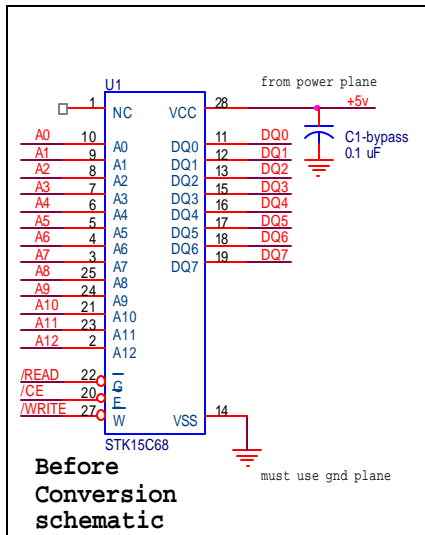 U1
from power plane
1 NC VCC 28 +5v
A0 10 A0 DQ0 11 DQ0
A1 9 A1 DQ1 12 DQ1
A2 8 A2 DQ2 13 DQ2
A3 7 A3 DQ3 15 DQ3
A4 6 A4 DQ4 16 DQ4
A5 5 A5 DQ5 17 DQ5
A6 4 A6 DQ6 18 DQ6
A7 3 A7 DQ7 19 DQ7
A8 25 A8
A9 24 A9
A10 21 A10
A11 23 A11
A12 2 A12
C1-bypass
0.1 uF
/READ 22 G
/CE 20 E
/WRITE 27 W VSS 14
STK15C68
must use gnd plane
Before
Conversion
schematic